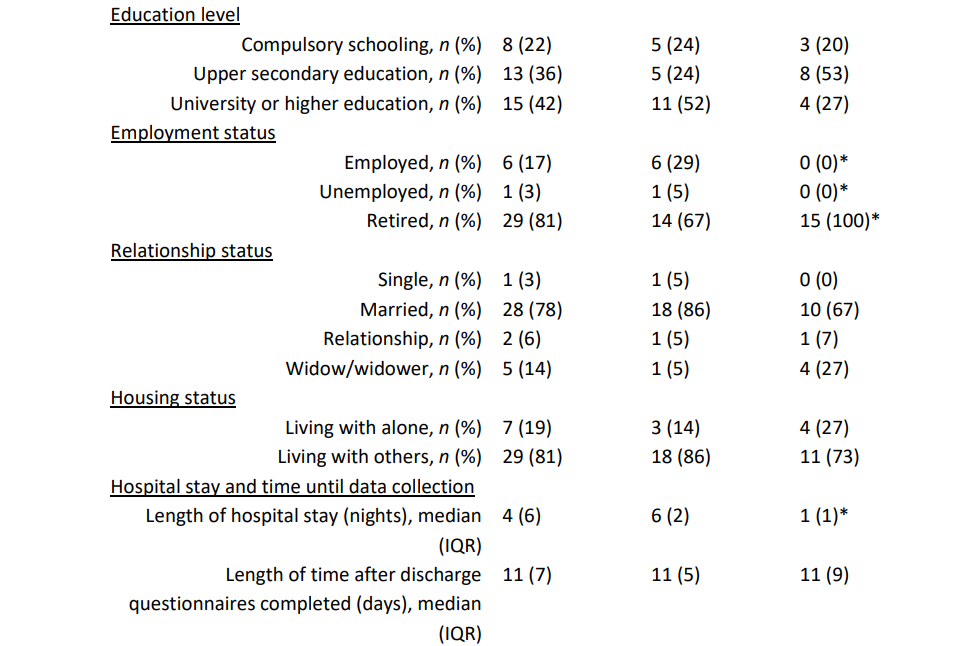 Education level
Compulsory schooling, n (%) 8 (22) 5 (24) 3 (20)
Upper secondary education, n (%) 13 (36) 5 (24) 8 (53)
University or higher education, n (%) 15 (42) 11 (52) 4 (27)
Employment status
Employed, n (%) 6 (17) 6 (29) 0 (0)*
Unemployed, n (%) 1 (3) 1 (5) 0 (0)*
Retired, n (%) 29 (81) 14 (67) 15 (100)*
Relationship status
Single, n (%) 1 (3) 1 (5) 0 (0)
Married, n (%) 28 (78) 18 (86) 10 (67)
Relationship, n (%) 2 (6) 1 (5) 1 (7)
Widow/widower, n (%) 5 (14) 1 (5) 4 (27)
Housing status
Living with alone, n (%) 7 (19) 3 (14) 4 (27)
Living with others, n (%) 29 (81) 18 (86) 11 (73)
Hospital stay and time until data collection
Length of hospital stay (nights), median 4 (6) 6 (2) 1 (1)*
(IQR)
Length of time after discharge 11 (7) 11 (5) 11 (9)
questionnaires completed (days), median
(IQR)